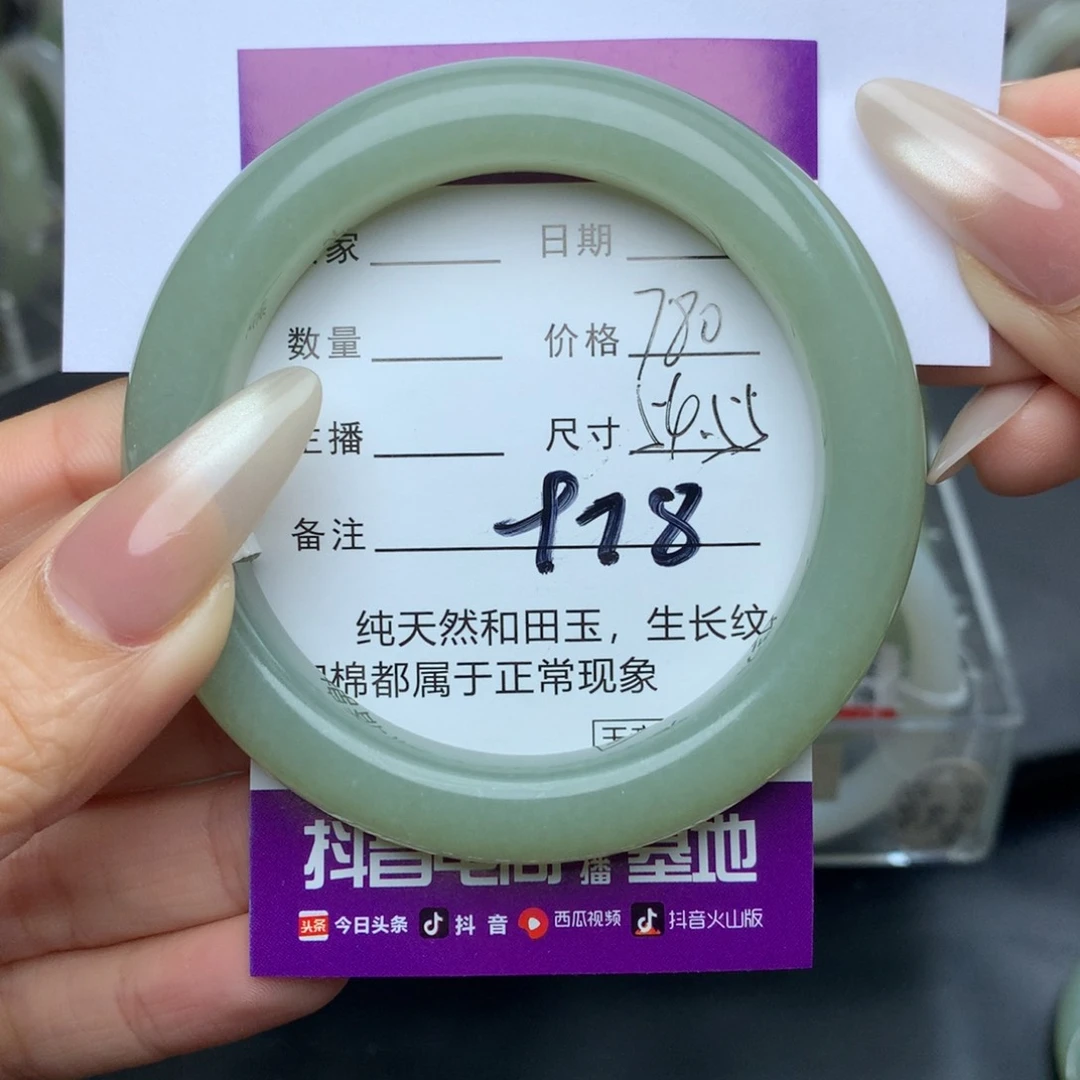 家 日期
数量 价格 780
主播 尺寸 56.55
备注 918
纯天然和田玉，生长纹
棉都属于正常现象
抖音电商 播 基地
头条 今日头条 抖音 西瓜视频 抖音火山版